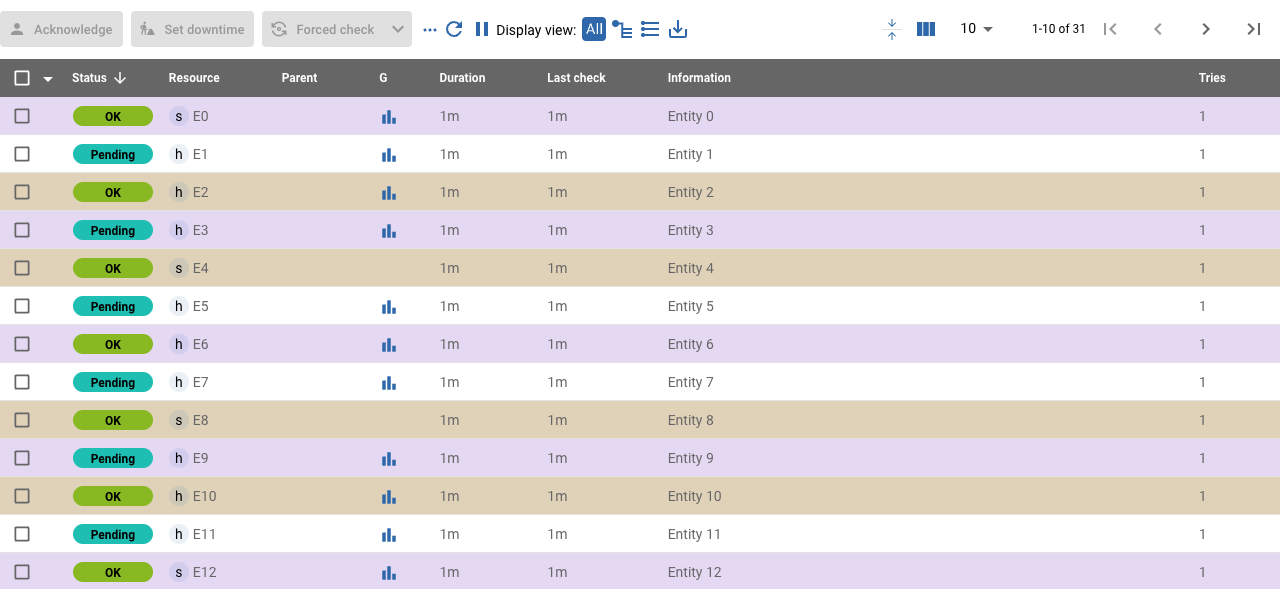 Acknowledge Set downtime Forced check Display view: All 10 1-10 of 31
Status Resource Parent G Duration Last check Information Tries
OK s E0 1m 1m Entity 0 1
Pending h E1 1m 1m Entity 1 1
OK h E2 1m 1m Entity 2 1
Pending h E3 1m 1m Entity 3 1
OK s E4 1m 1m Entity 4 1
Pending h E5 1m 1m Entity 5 1
OK h E6 1m 1m Entity 6 1
Pending h E7 1m 1m Entity 7 1
OK s E8 1m 1m Entity 8 1
Pending h E9 1m 1m Entity 9 1
OK h E10 1m 1m Entity 10 1
Pending h E11 1m 1m Entity 11 1
OK s E12 1m 1m Entity 12 1